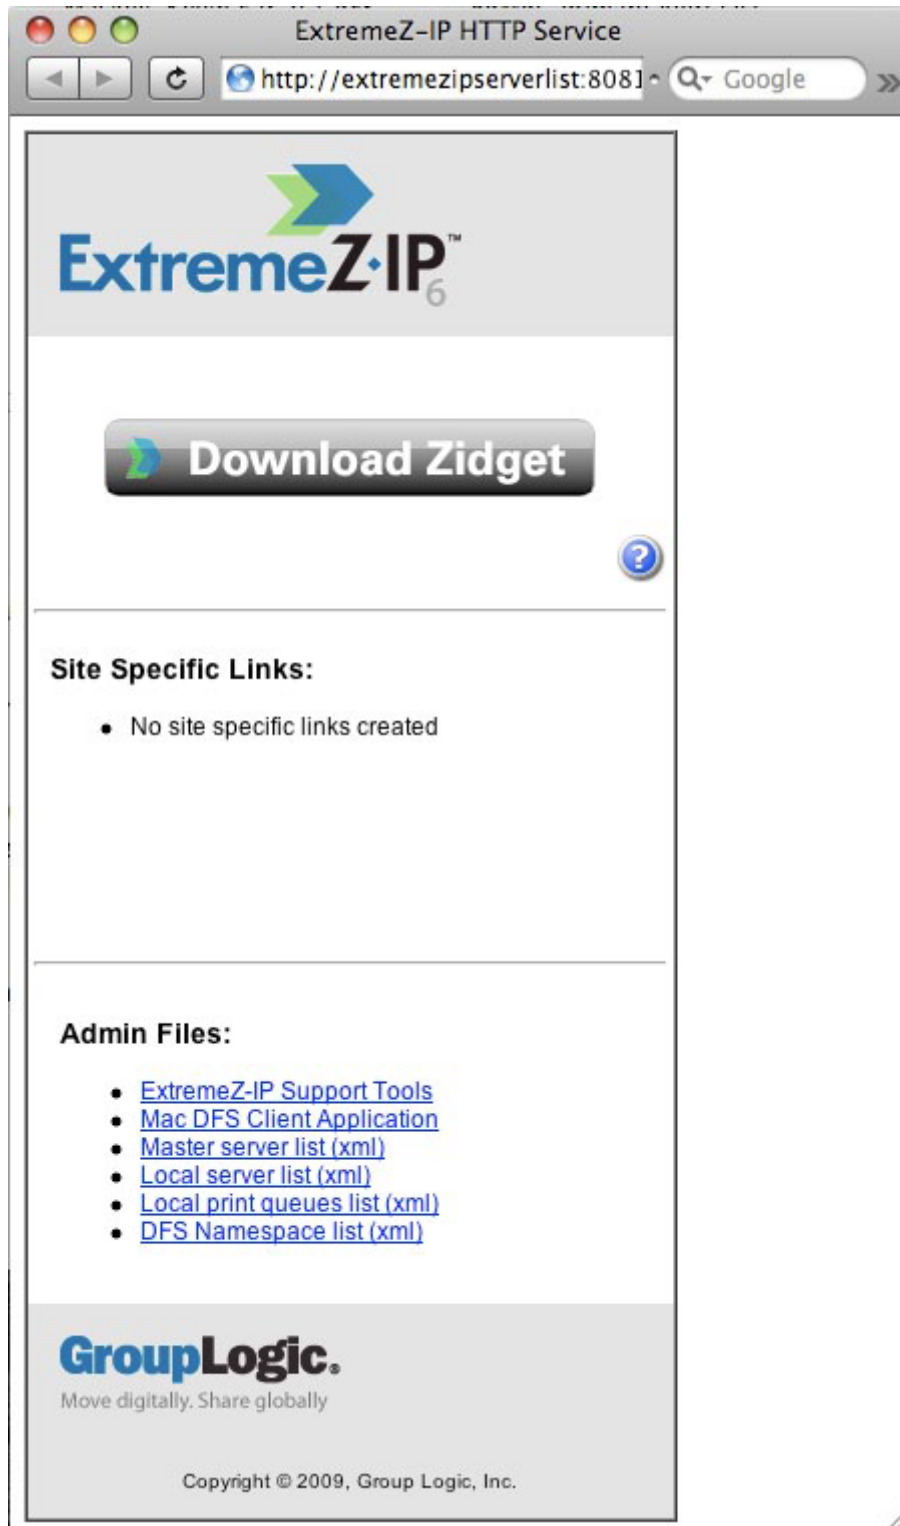 ExtremeZ-IP HTTP Service
http://extremezipserverlist:8081
Google
ExtremeZ·IP™
6
Download Zidget
?
Site Specific Links:
• No site specific links created
Admin Files:
• ExtremeZ-IP Support Tools
• Mac DFS Client Application
• Master server list (xml)
• Local server list (xml)
• Local print queues list (xml)
• DFS Namespace list (xml)
GroupLogic®
Move digitally. Share globally
Copyright © 2009, Group Logic, Inc.